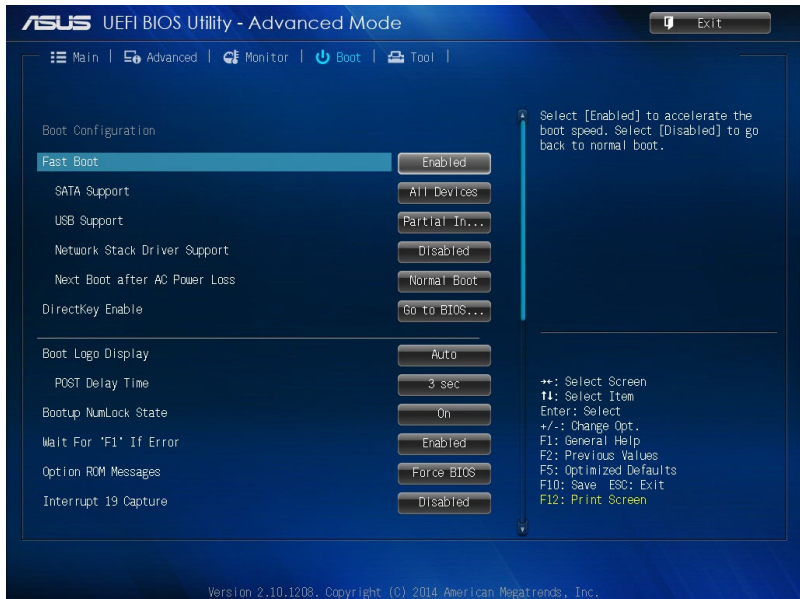 ASUS UEFI BIOS Utility - Advanced Mode
Exit
Main | Advanced | Monitor | Boot | Tool |
Boot Configuration
Fast Boot Enabled
SATA Support All Devices
USB Support Partial In...
Network Stack Driver Support Disabled
Next Boot after AC Power Loss Normal Boot
DirectKey Enable Go to BIOS...
Boot Logo Display Auto
POST Delay Time 3 sec
Bootup NumLock State On
Wait For 'F1' If Error Enabled
Option ROM Messages Force BIOS
Interrupt 19 Capture Disabled
Select [Enabled] to accelerate the
boot speed. Select [Disabled] to go
back to normal boot.
→←: Select Screen
↑↓: Select Item
Enter: Select
+/-: Change Opt.
F1: General Help
F2: Previous Values
F5: Optimized Defaults
F10: Save ESC: Exit
F12: Print Screen
Version 2.10.1208. Copyright (C) 2014 American Megatrends, Inc.